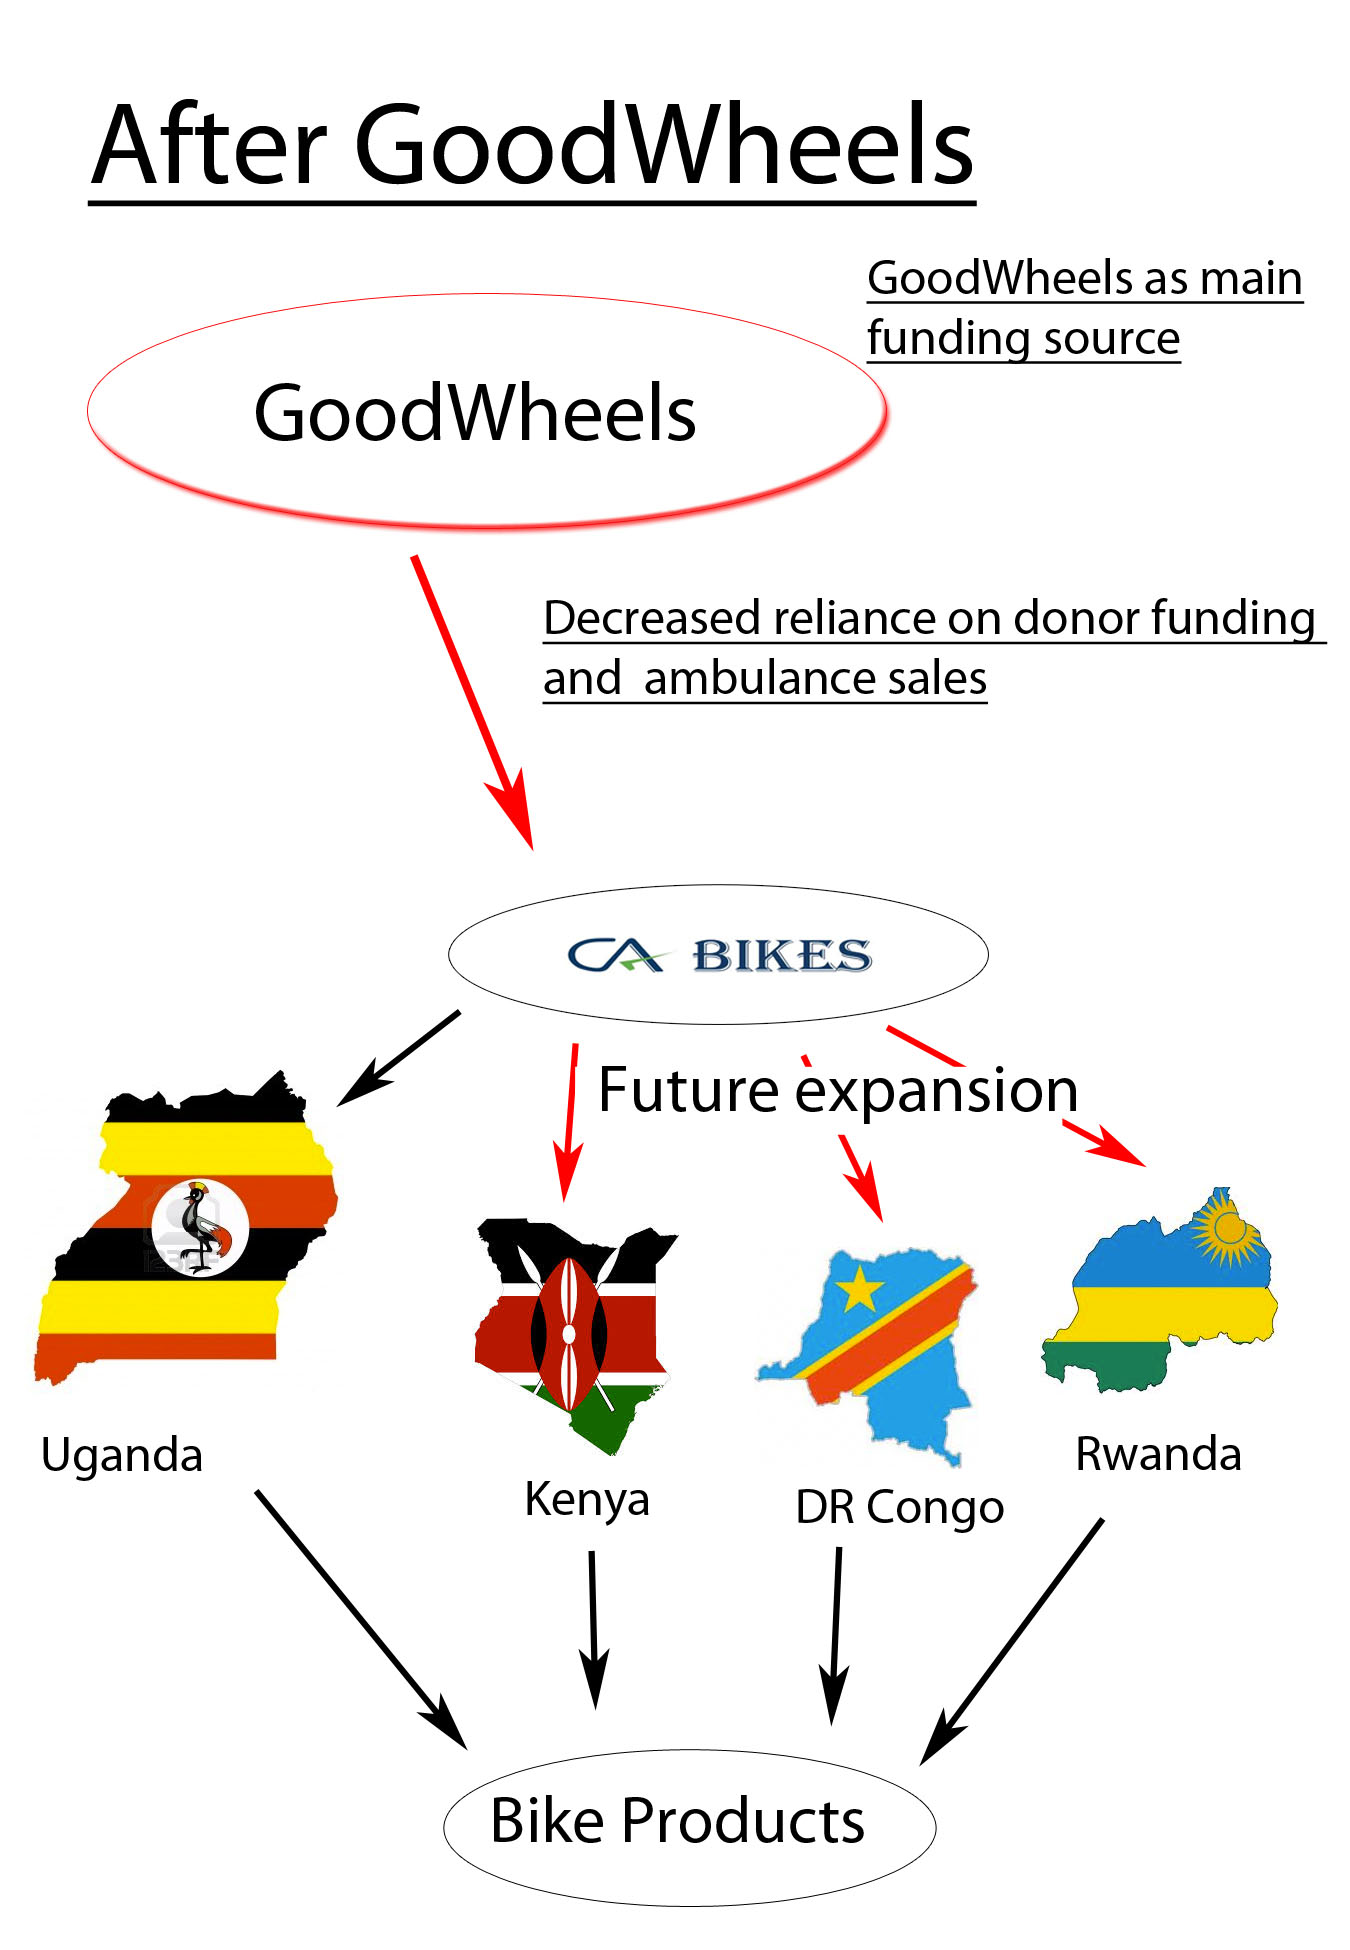 After GoodWheels
GoodWheels as main
funding source
GoodWheels
Decreased reliance on donor funding
and  ambulance sales
CA BIKES
Future expansion
Uganda
Kenya
DR Congo
Rwanda
Bike Products